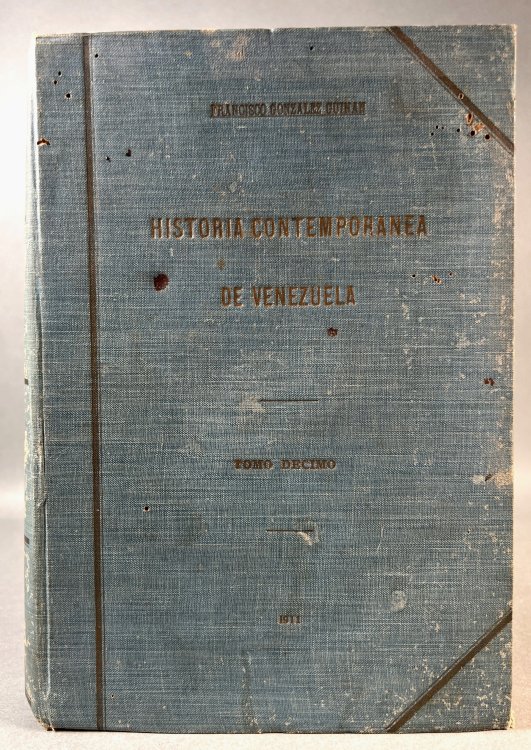 FRANCISCO GONZALEZ GUINAN
HISTORIA CONTEMPORANEA
DE VENEZUELA
TOMO DECIMO
1911